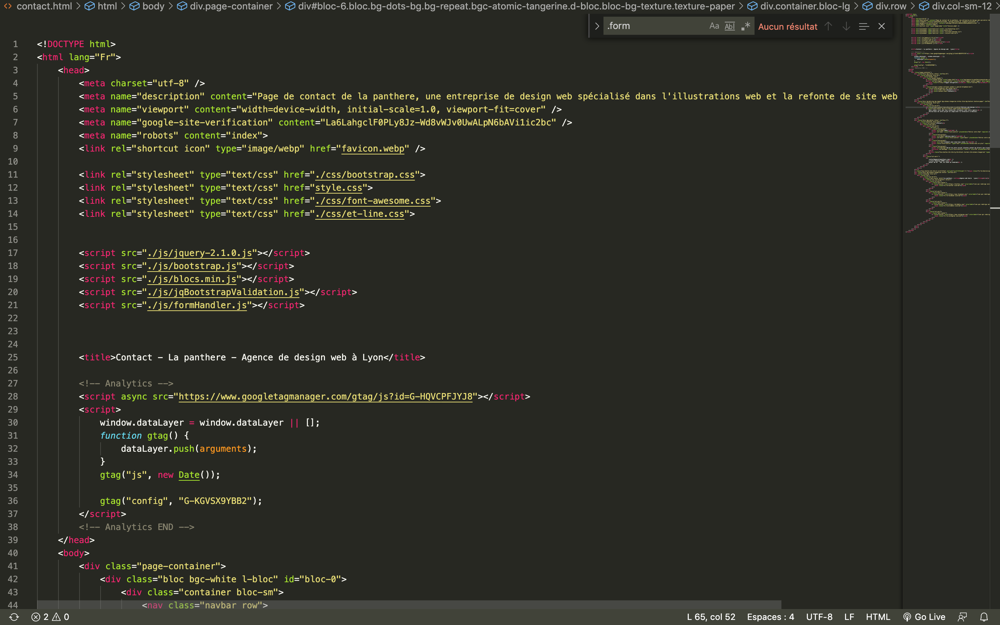 contact.html > html > body > div.page-container > div#bloc-6.bloc.bg-dots-bg.bg-repeat.bgc-atomic-tangerine.d-bloc.bloc-bg-texture.texture-paper > div.container.bloc-lg > div.row > div.col-sm-12 >
.form Aa Abl .* Aucun résultat
1 <!DOCTYPE html>
2 <html lang="Fr">
3 <head>
4 <meta charset="utf-8" />
5 <meta name="description" content="Page de contact de la panthere, une entreprise de design web spécialisé dans l'illustrations web et la refonte de site web
6 <meta name="viewport" content="width=device-width, initial-scale=1.0, viewport-fit=cover" />
7 <meta name="google-site-verification" content="La6LahgclF0PLy8Jz-Wd8vWJv0UwALpN6bAVi1ic2bc" />
8 <meta name="robots" content="index">
9 <link rel="shortcut icon" type="image/webp" href="favicon.webp" />
10
11 <link rel="stylesheet" type="text/css" href="./css/bootstrap.css">
12 <link rel="stylesheet" type="text/css" href="style.css">
13 <link rel="stylesheet" type="text/css" href="./css/font-awesome.css">
14 <link rel="stylesheet" type="text/css" href="./css/et-line.css">
15
16
17 <script src="./js/jquery-2.1.0.js"></script>
18 <script src="./js/bootstrap.js"></script>
19 <script src="./js/blocs.min.js"></script>
20 <script src="./js/jqBootstrapValidation.js"></script>
21 <script src="./js/formHandler.js"></script>
22
23
24
25 <title>Contact - La panthere - Agence de design web à Lyon</title>
26
27 <!-- Analytics -->
28 <script async src="https://www.googletagmanager.com/gtag/js?id=G-HQVCPFJYJ8"></script>
29 <script>
30 window.dataLayer = window.dataLayer || [];
31 function gtag() {
32 dataLayer.push(arguments);
33 }
34 gtag("js", new Date());
35
36 gtag("config", "G-KGVSX9YBB2");
37 </script>
38 <!-- Analytics END -->
39 </head>
40 <body>
41 <div class="page-container">
42 <div class="bloc bgc-white l-bloc" id="bloc-0">
43 <div class="container bloc-sm">
44 <nav class="navbar row">
2 0 L 65, col 52 Espaces : 4 UTF-8 LF HTML Go Live